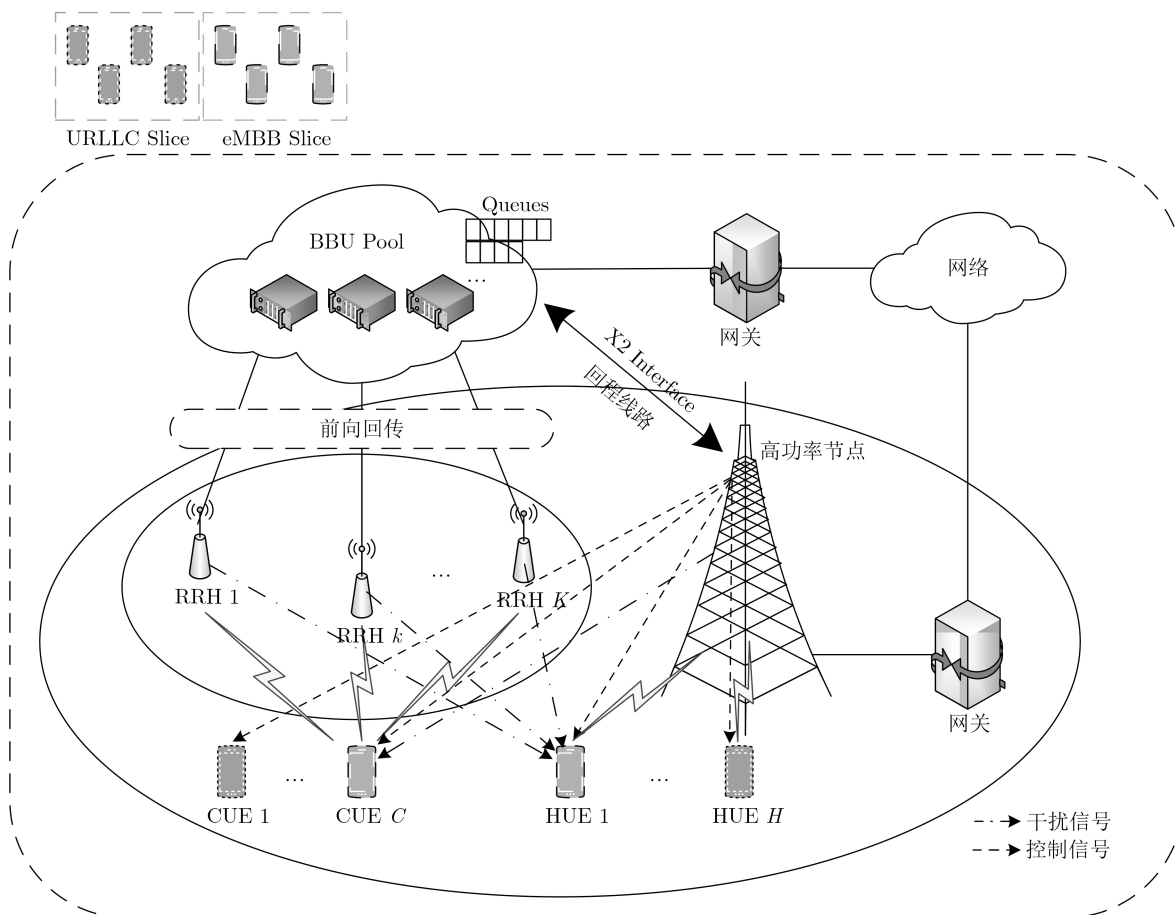 URLLC Slice
eMBB Slice
Queues
BBU Pool
...
网络
网关
X2 Interface
回程线路
前向回传
高功率节点
RRH 1
RRH k
...
RRH K
网关
...
...
CUE 1
CUE C
HUE 1
HUE H
干扰信号
控制信号